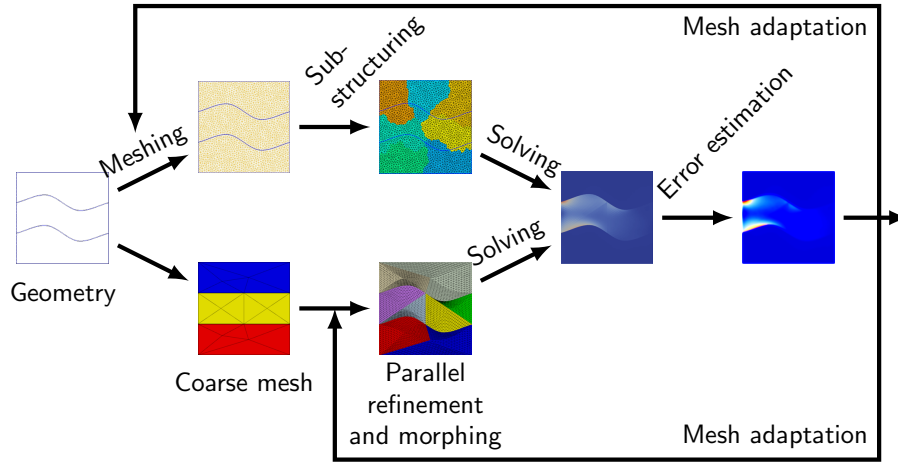 Mesh adaptation
Sub-
structuring
Meshing
Solving
Error estimation
Geometry
Solving
Coarse mesh
Parallel
refinement
and morphing
Mesh adaptation